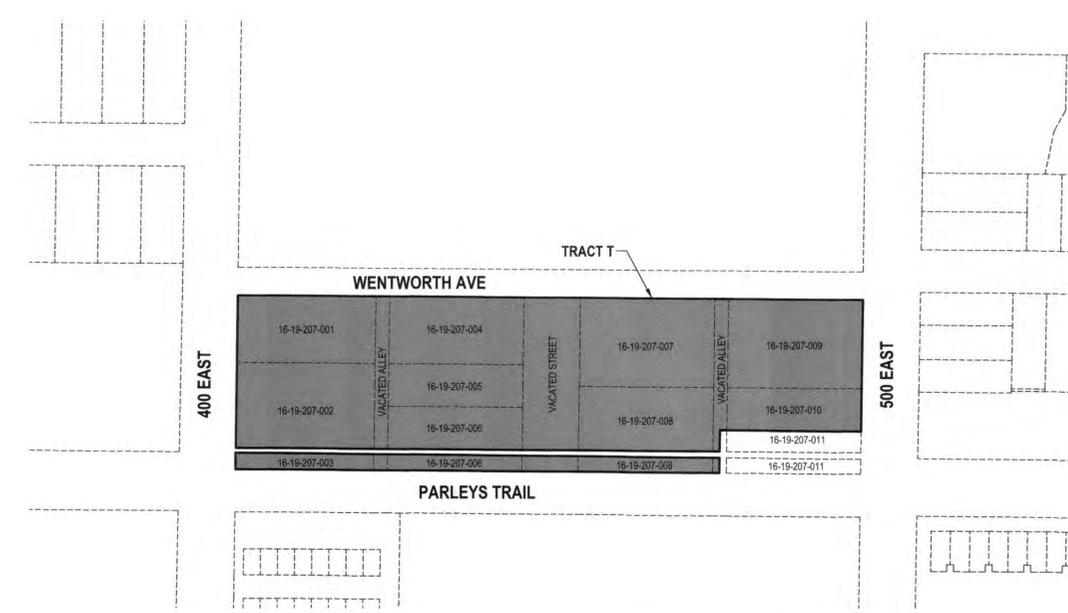 TRACT T
WENTWORTH AVE
16-19-207-001
16-19-207-004
16-19-207-007
16-19-207-009
16-19-207-005
16-19-207-002
16-19-207-006
16-19-207-008
16-19-207-010
16-19-207-011
VACATED ALLEY
VACATED STREET
VACATED ALLEY
400 EAST
500 EAST
16-19-207-003
16-19-207-006
16-19-207-008
16-19-207-011
PARLEYS TRAIL